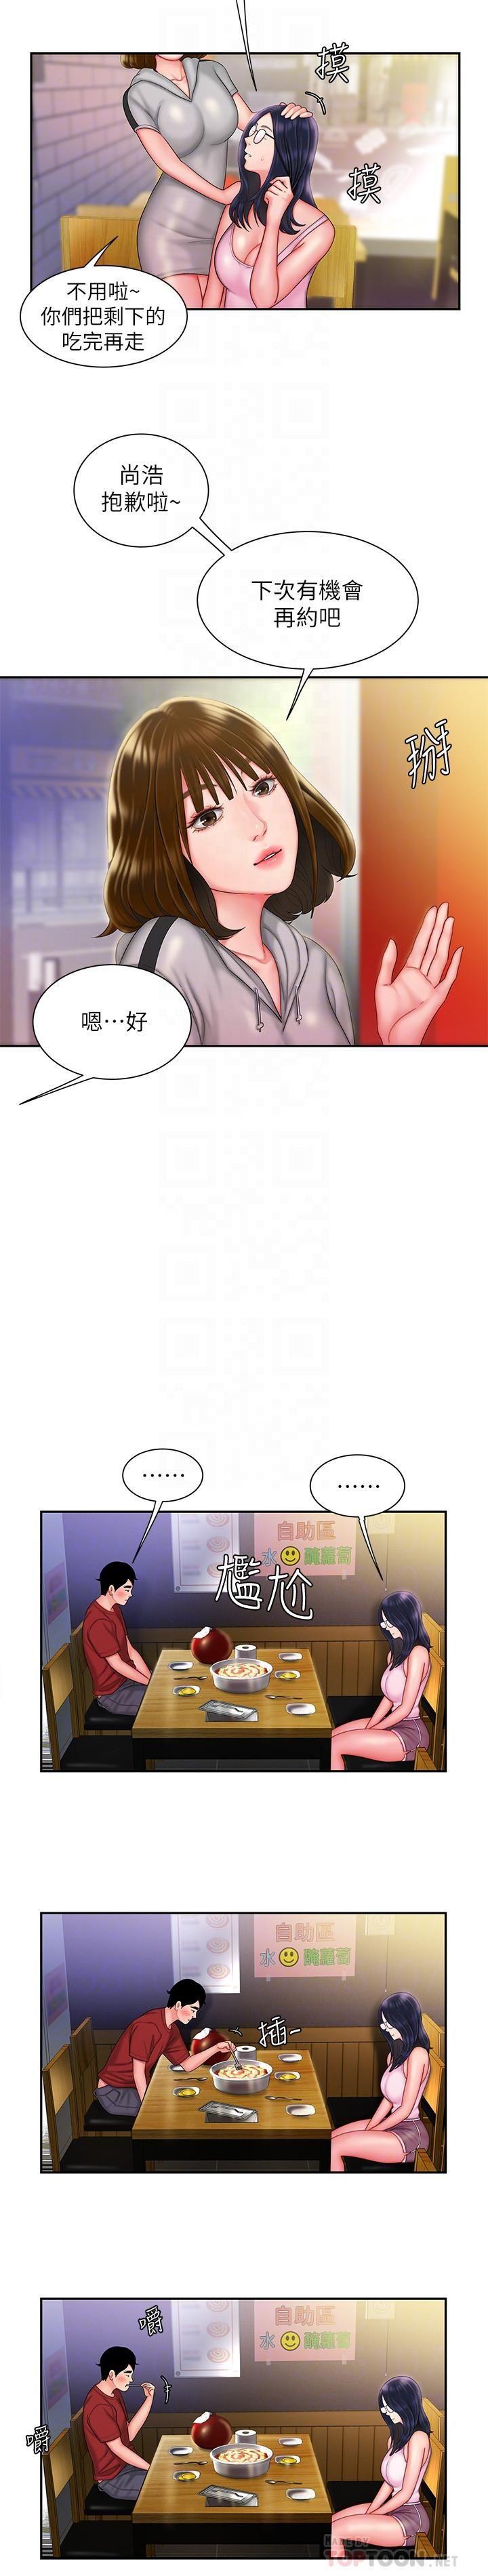 摸
摸
不用啦~
你們把剩下的
吃完再走
尚浩
抱歉啦~
下次有機會
再約吧
掰
嗯⋯好
⋯⋯
⋯⋯
自助區
水 醃蘿蔔
尷尬
自助區
水 醃蘿蔔
插-
嚼
自助區
水 醃蘿蔔
嚼
TOPTOON.NET